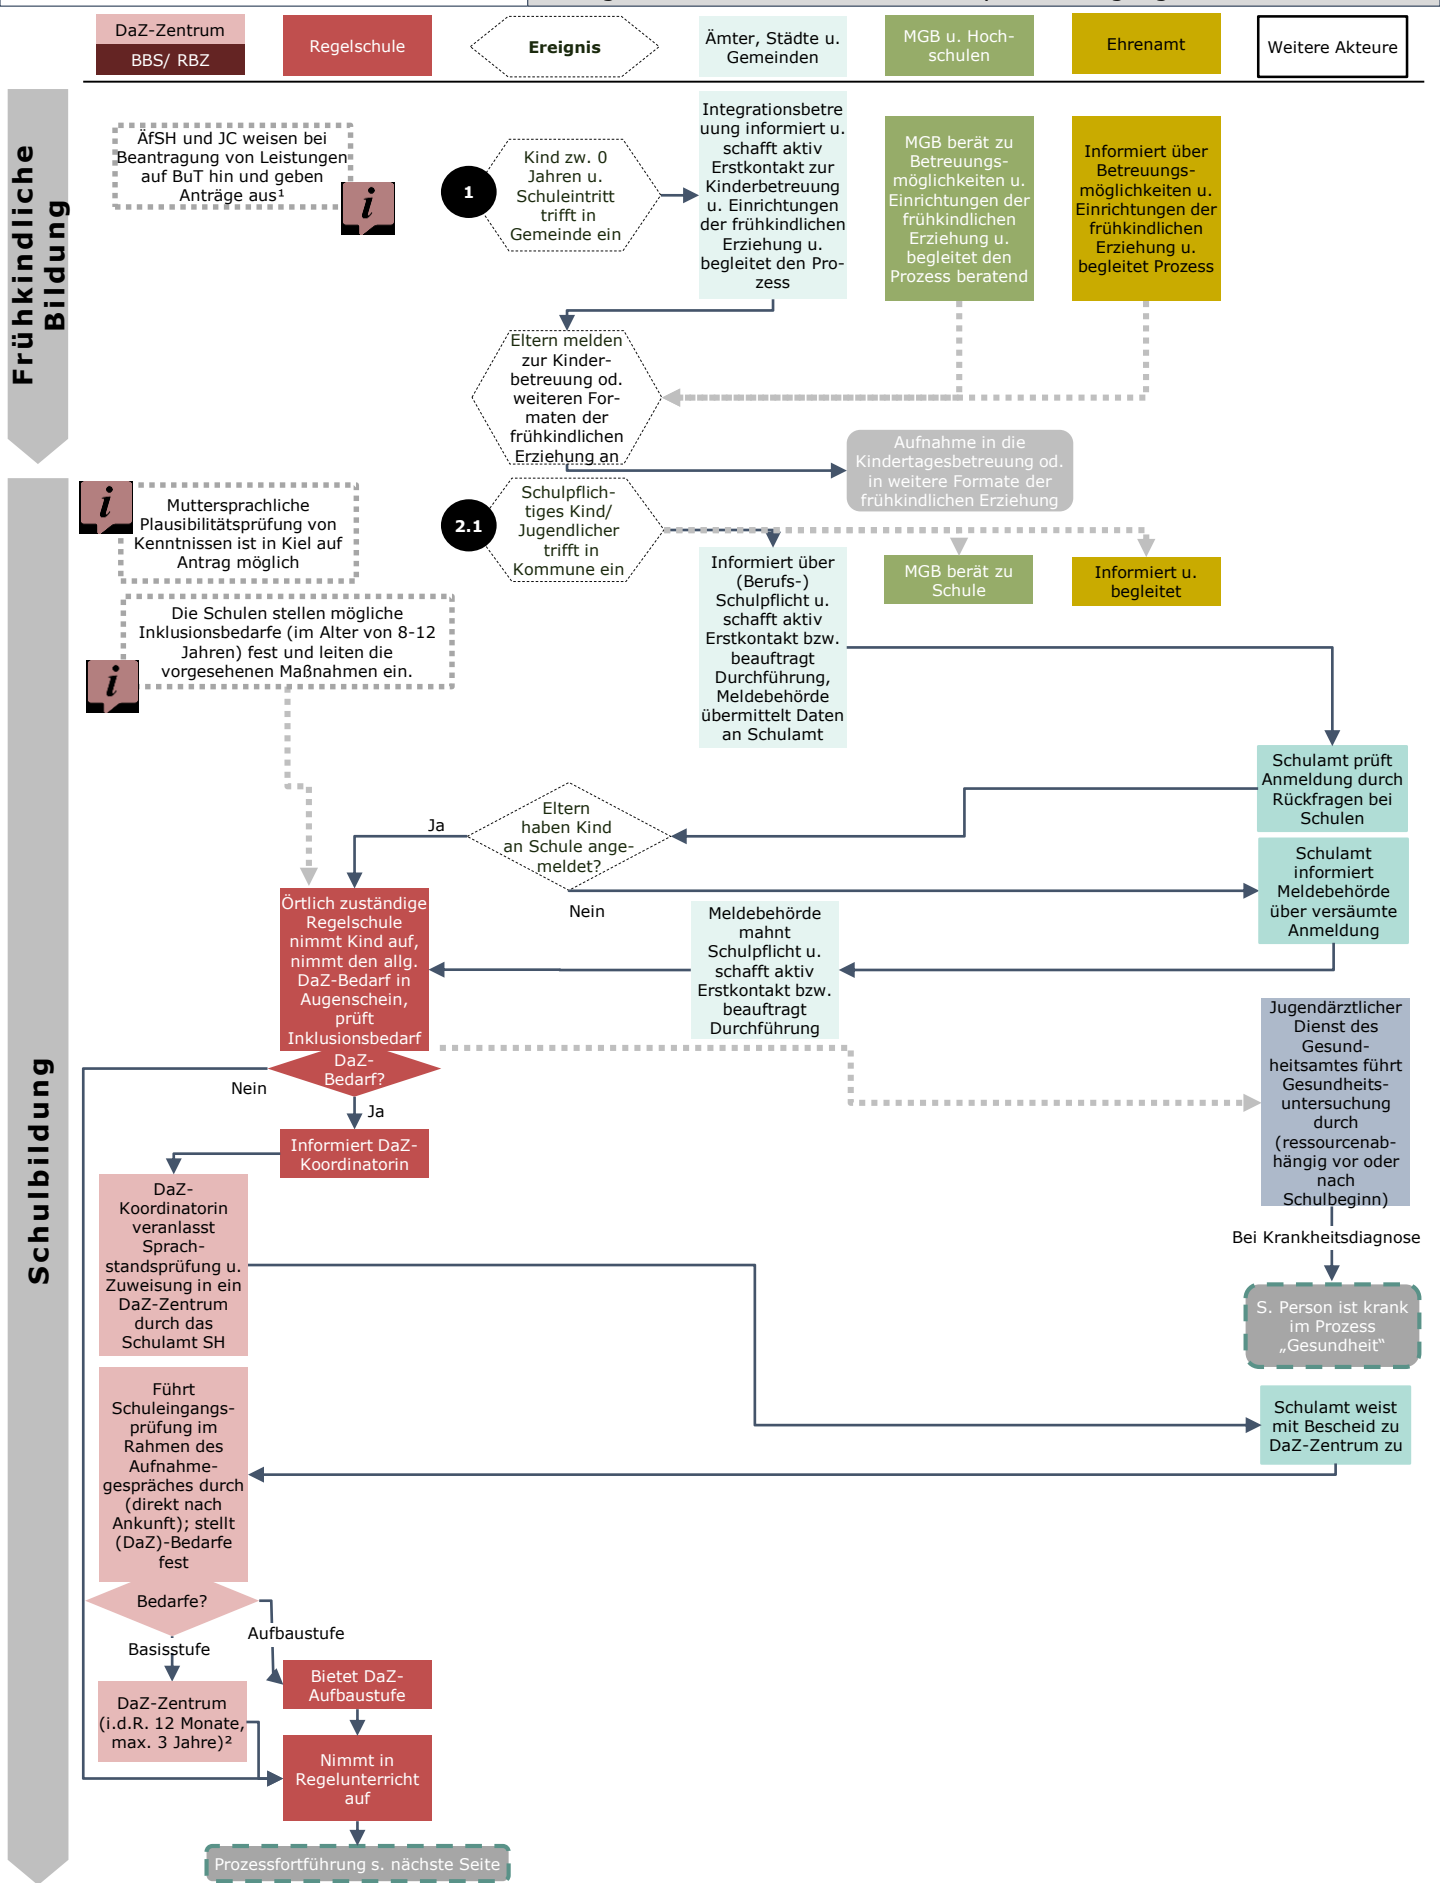 DaZ-Zentrum
BBS/ RBZ
Regelschule
Ereignis
Ämter, Städte u.
Gemeinden
MGB u. Hoch-
schulen
Ehrenamt
Weitere Akteure
Frühkindliche
Bildung
ÄfSH und JC weisen bei
Beantragung von Leistungen
auf BuT hin und geben
Anträge aus¹
i
1
Kind zw. 0
Jahren u.
Schuleintritt
trifft in
Gemeinde ein
Integrationsbetre
uung informiert u.
schafft aktiv
Erstkontakt zur
Kinderbetreuung
u. Einrichtungen
der frühkindlichen
Erziehung u.
begleitet den Pro-
zess
MGB berät zu
Betreuungs-
möglichkeiten u.
Einrichtungen der
frühkindlichen
Erziehung u.
begleitet den
Prozess beratend
Informiert über
Betreuungs-
möglichkeiten u.
Einrichtungen der
frühkindlichen
Erziehung u.
begleitet Prozess
Eltern melden
zur Kinder-
betreuung od.
weiteren For-
maten der
frühkindlichen
Erziehung an
Aufnahme in die
Kindertagesbetreuung od.
in weitere Formate der
frühkindlichen Erziehung
Schulbildung
i
Muttersprachliche
Plausibilitätsprüfung von
Kenntnissen ist in Kiel auf
Antrag möglich
2.1
Schulpflich-
tiges Kind/
Jugendlicher
trifft in
Kommune ein
Informiert über
(Berufs-)
Schulpflicht u.
schafft aktiv
Erstkontakt bzw.
beauftragt
Durchführung,
Meldebehörde
übermittelt Daten
an Schulamt
MGB berät zu
Schule
Informiert u.
begleitet
Die Schulen stellen mögliche
Inklusionsbedarfe (im Alter von 8-12
Jahren) fest und leiten die
vorgesehenen Maßnahmen ein.
i
Schulamt prüft
Anmeldung durch
Rückfragen bei
Schulen
Eltern
haben Kind
an Schule ange-
meldet?
Ja
Nein
Schulamt
informiert
Meldebehörde
über versäumte
Anmeldung
Örtlich zuständige
Regelschule
nimmt Kind auf,
nimmt den allg.
DaZ-Bedarf in
Augenschein,
prüft
Inklusionsbedarf
Meldebehörde
mahnt
Schulpflicht u.
schafft aktiv
Erstkontakt bzw.
beauftragt
Durchführung
Jugendärztlicher
Dienst des
Gesund-
heitsamtes führt
Gesundheits-
untersuchung
durch
(ressourcenab-
hängig vor oder
nach
Schulbeginn)
DaZ-
Bedarf?
Nein
Ja
Informiert DaZ-
Koordinatorin
DaZ-
Koordinatorin
veranlasst
Sprach-
standsprüfung u.
Zuweisung in ein
DaZ-Zentrum
durch das
Schulamt SH
Bei Krankheitsdiagnose
S. Person ist krank
im Prozess
„Gesundheit“
Führt
Schuleingangs-
prüfung im
Rahmen des
Aufnahme-
gespräches durch
(direkt nach
Ankunft); stellt
(DaZ)-Bedarfe
fest
Schulamt weist
mit Bescheid zu
DaZ-Zentrum zu
Bedarfe?
Basisstufe
Aufbaustufe
Bietet DaZ-
Aufbaustufe
DaZ-Zentrum
(i.d.R. 12 Monate,
max. 3 Jahre)²
Nimmt in
Regelunterricht
auf
Prozessfortführung s. nächste Seite